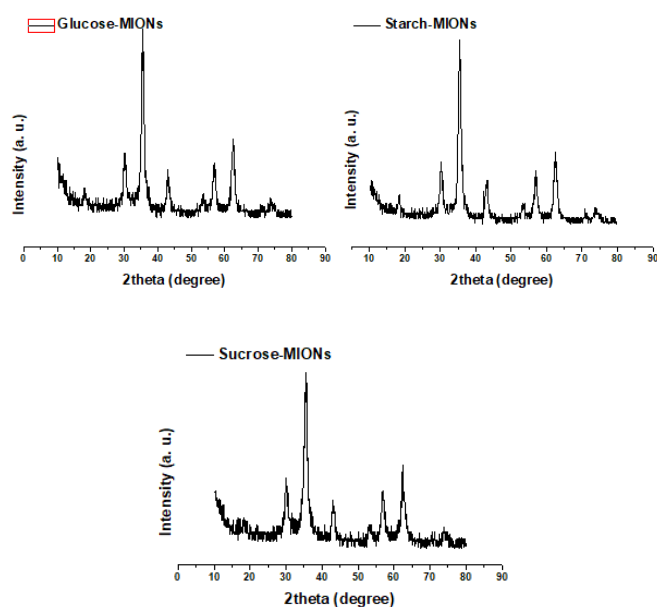 Glucose-MIONs
Intensity (a. u.)
0 10 20 30 40 50 60 70 80 90
2theta (degree)
Starch-MIONs
Intensity (a. u.)
10 20 30 40 50 60 70 80 90
2theta (degree)
Sucrose-MIONs
Intensity (a. u.)
0 10 20 30 40 50 60 70 80 90
2theta (degree)